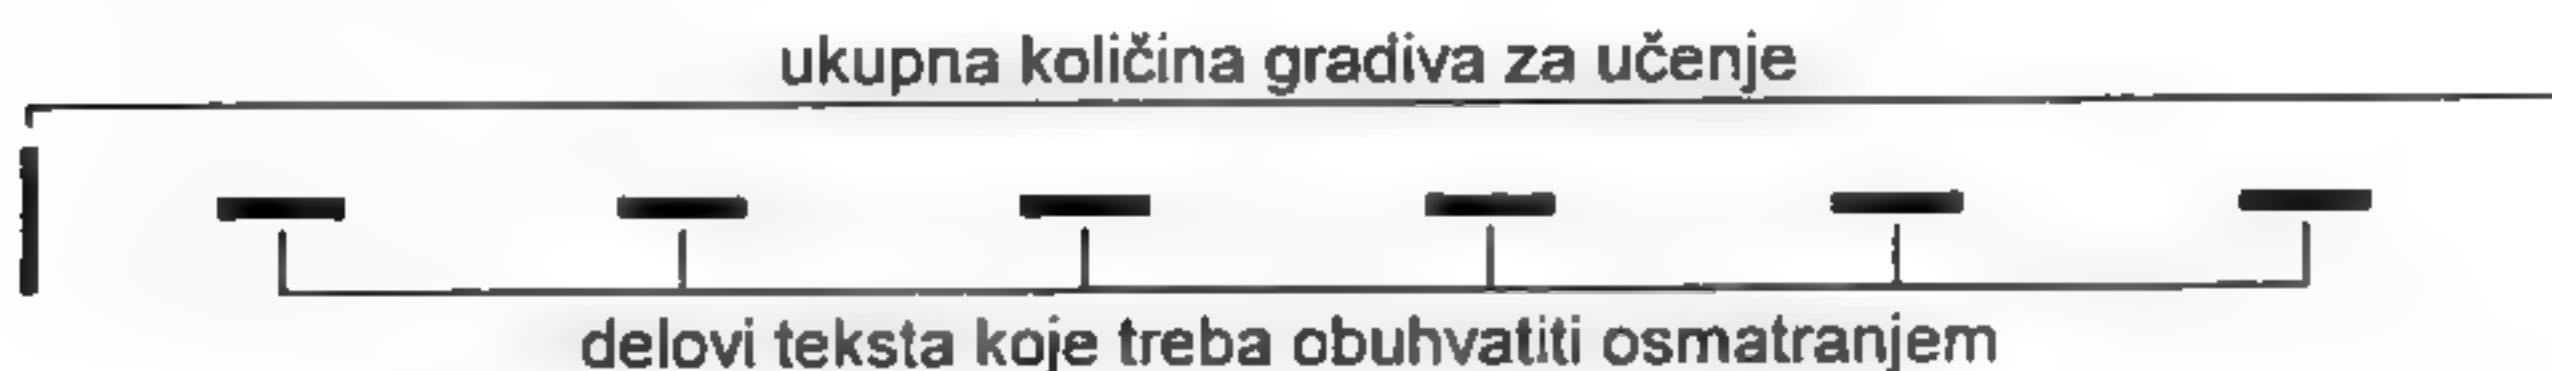 ukupna količina gradiva za učenje
delovi teksta koje treba obuhvatiti osmatranjem